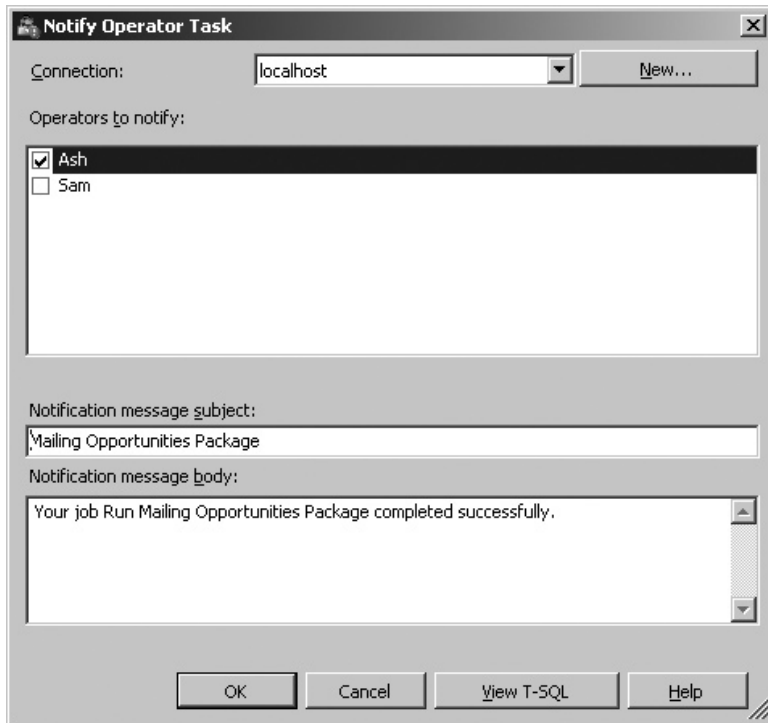 Notify Operator Task
Connection:
localhost
New...
Operators to notify:
Ash
Sam
Notification message subject:
Mailing Opportunities Package
Notification message body:
Your job Run Mailing Opportunities Package completed successfully.
OK
Cancel
View T-SQL
Help